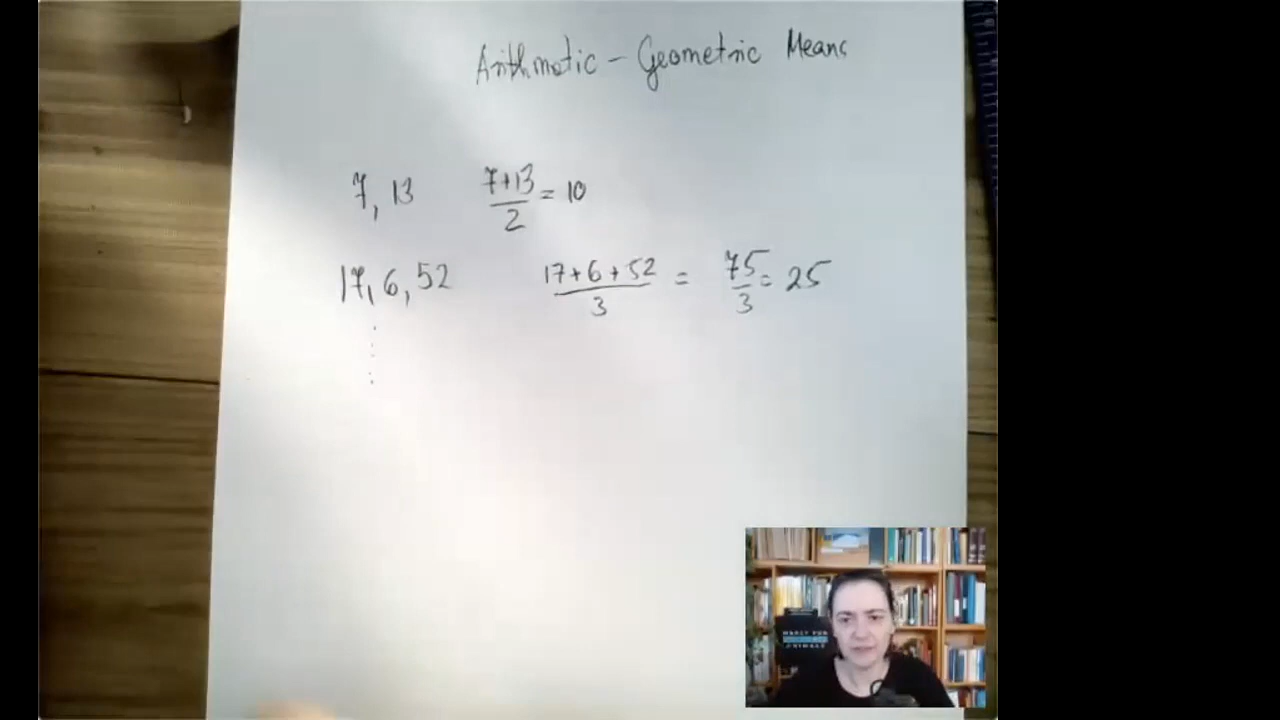 Arithmetic - Geometric Means
7, 13 7+13/2 = 10
17, 6, 52 17+6+52/3 = 75/3 = 25